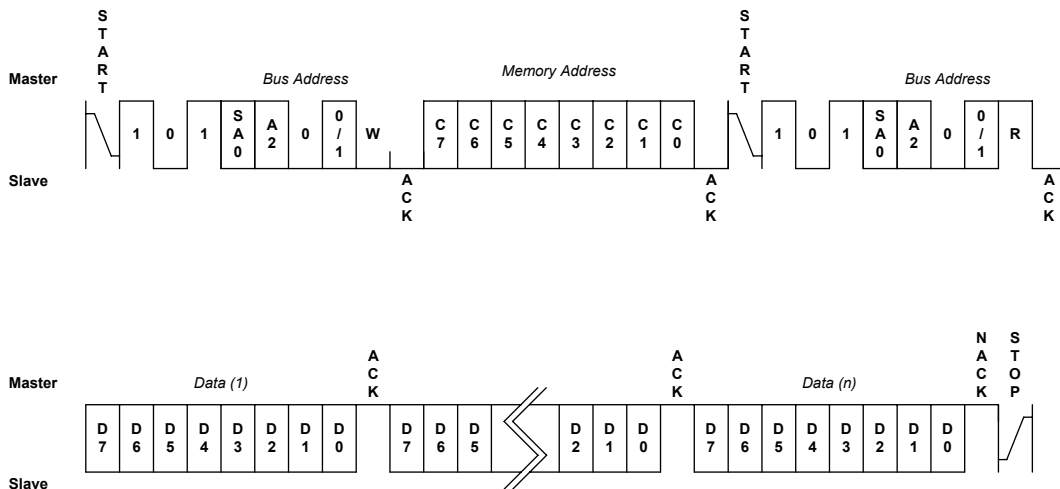 START START
Master Bus Address Memory Address Bus Address
1 0 1 SA0 A2 0 0/1 W C7 C6 C5 C4 C3 C2 C1 C0 1 0 1 SA0 A2 0 0/1 R
Slave ACK ACK ACK
ACK ACK NACK STOP
Master Data (1) Data (n)
D7 D6 D5 D4 D3 D2 D1 D0 D7 D6 D5 D2 D1 D0 D7 D6 D5 D4 D3 D2 D1 D0
Slave